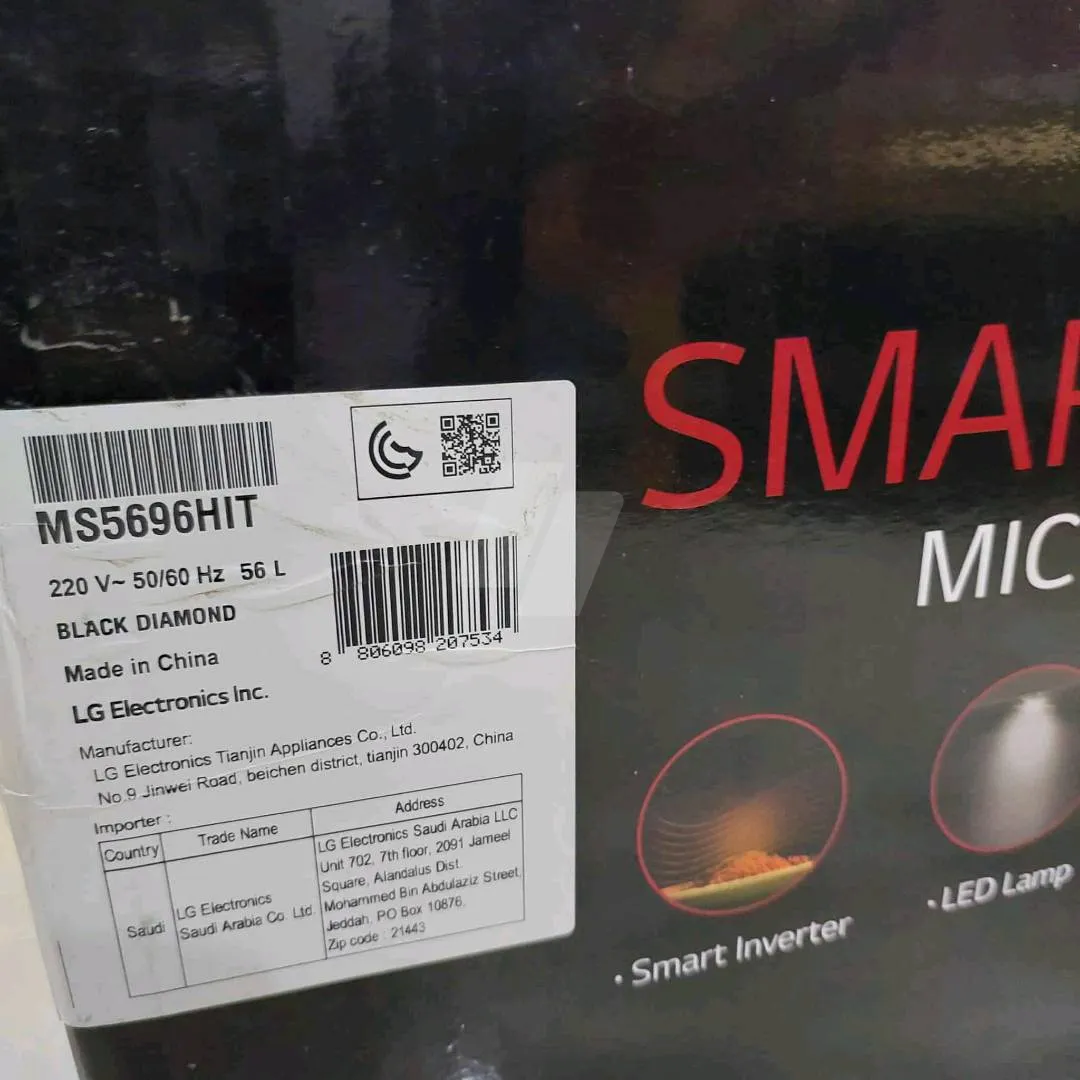 MS5696HIT
220 V~ 50/60 Hz 56 L
BLACK DIAMOND
8 806098 207534
Made in China
LG Electronics Inc.
Manufacturer:
LG Electronics Tianjin Appliances Co., Ltd.
No.9 Jinwei Road, beichen district, tianjin 300402, China
Importer :
Country Trade Name Address
Saudi
LG Electronics
Saudi Arabia Co. Ltd.
LG Electronics Saudi Arabia LLC
Unit 702, 7th floor, 2091 Jameel
Square, Alandalus Dist.
Mohammed Bin Abdulaziz Street,
Jeddah, PO Box 10876,
Zip code : 21443
SMAR
MIC
• Smart Inverter
• LED Lamp